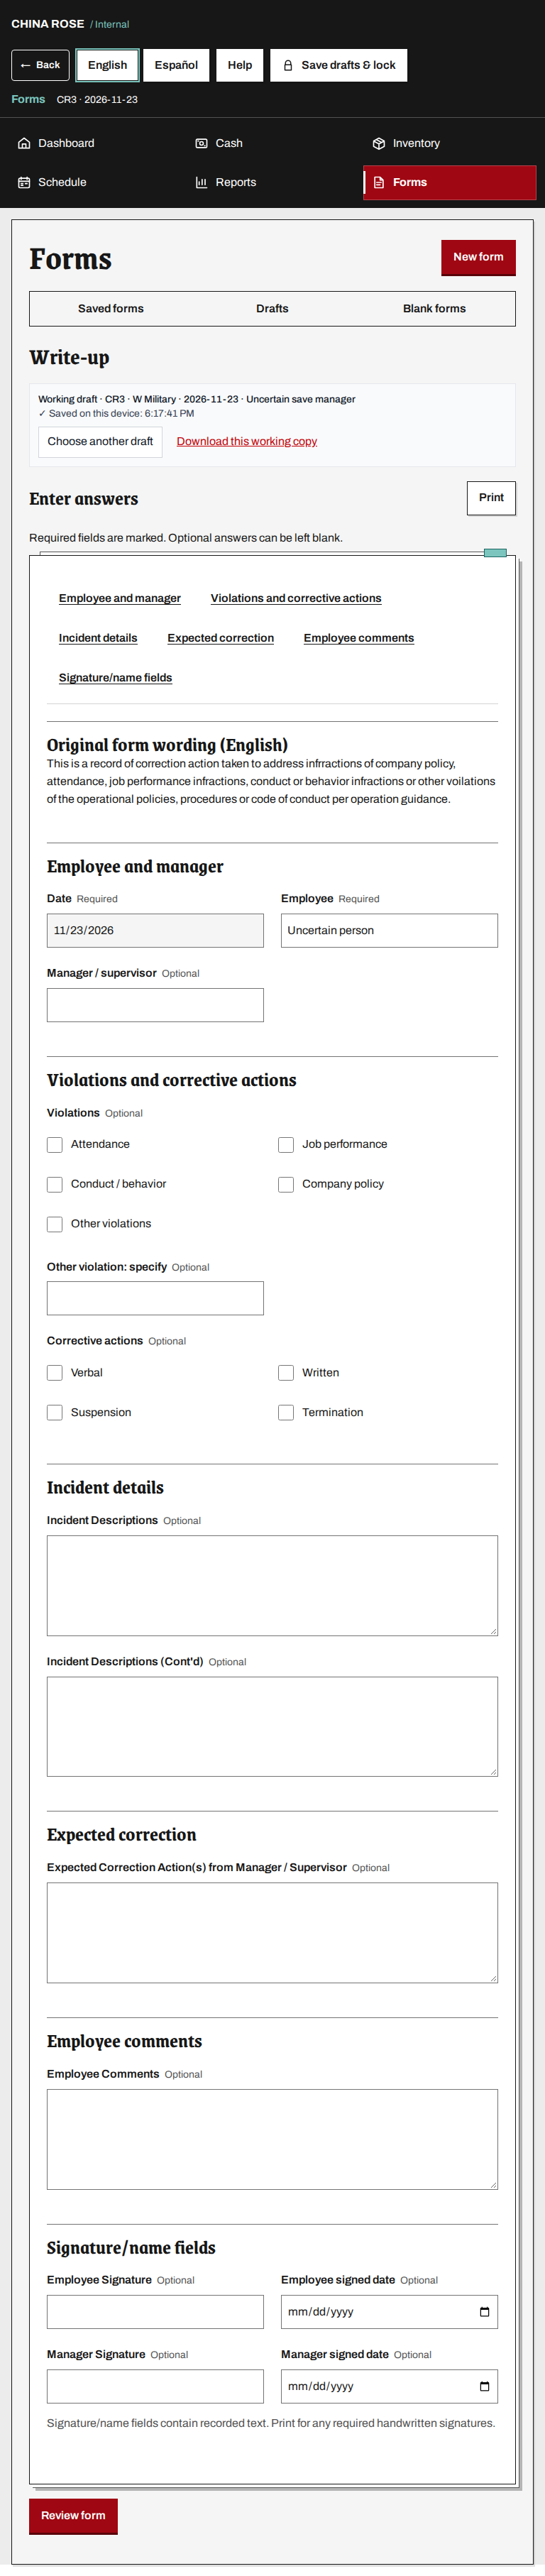 CHINA ROSE / Internal
← Back English Español Help Save drafts & lock
Forms CR3 · 2026-11-23
Dashboard Cash Inventory
Schedule Reports Forms
Forms New form
Saved forms Drafts Blank forms
Write-up
Working draft · CR3 · W Military · 2026-11-23 · Uncertain save manager
✓ Saved on this device: 6:17:41 PM
Choose another draft Download this working copy
Enter answers Print
Required fields are marked. Optional answers can be left blank.
Employee and manager Violations and corrective actions
Incident details Expected correction Employee comments
Signature/name fields
Original form wording (English)
This is a record of correction action taken to address infractions of company policy,
attendance, job performance infractions, conduct or behavior infractions or other voilations
of the operational policies, procedures or code of conduct per operation guidance.
Employee and manager
Date Required Employee Required
11/23/2026 Uncertain person
Manager / supervisor Optional
Violations and corrective actions
Violations Optional
Attendance Job performance
Conduct / behavior Company policy
Other violations
Other violation: specify Optional
Corrective actions Optional
Verbal Written
Suspension Termination
Incident details
Incident Descriptions Optional
Incident Descriptions (Cont'd) Optional
Expected correction
Expected Correction Action(s) from Manager / Supervisor Optional
Employee comments
Employee Comments Optional
Signature/name fields
Employee Signature Optional Employee signed date Optional
mm/dd/yyyy
Manager Signature Optional Manager signed date Optional
mm/dd/yyyy
Signature/name fields contain recorded text. Print for any required handwritten signatures.
Review form